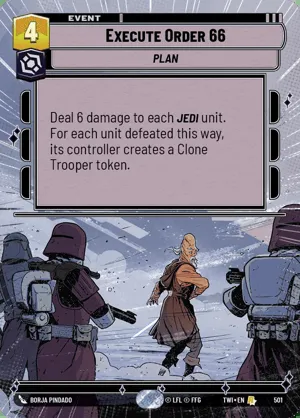 EVENT
4
EXECUTE ORDER 66
PLAN
Deal 6 damage to each JEDI unit.
For each unit defeated this way,
its controller creates a Clone
Trooper token.
BORJA PINDADO
© LFL © FFG
TWI • EN
501